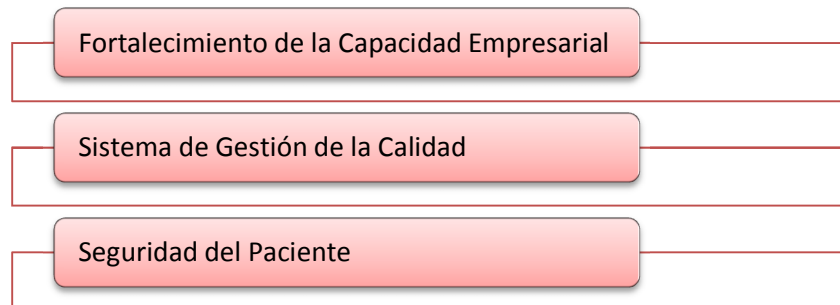 Fortalecimiento de la Capacidad Empresarial
Sistema de Gestión de la Calidad
Seguridad del Paciente